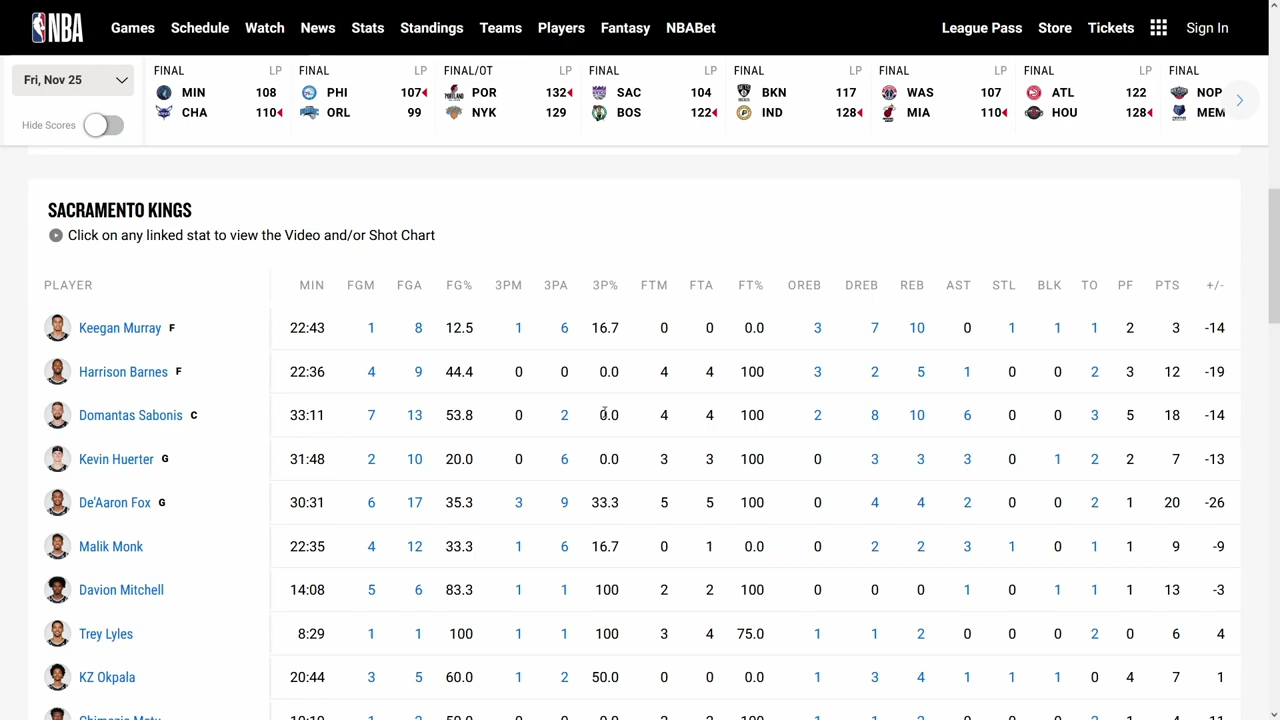 NBA Games Schedule Watch News Stats Standings Teams Players Fantasy NBABet League Pass Store Tickets Sign In
Fri, Nov 25
Hide Scores
FINAL LP
MIN 108
CHA 110
FINAL LP
PHI 107
ORL 99
FINAL/OT LP
POR 132
NYK 129
FINAL LP
SAC 104
BOS 122
FINAL LP
BKN 117
IND 128
FINAL LP
WAS 107
MIA 110
FINAL LP
ATL 122
HOU 128
FINAL
NOP
MEM
SACRAMENTO KINGS
Click on any linked stat to view the Video and/or Shot Chart
PLAYER MIN FGM FGA FG% 3PM 3PA 3P% FTM FTA FT% OREB DREB REB AST STL BLK TO PF PTS +/-
Keegan Murray F 22:43 1 8 12.5 1 6 16.7 0 0 0.0 3 7 10 0 1 1 1 2 3 -14
Harrison Barnes F 22:36 4 9 44.4 0 0 0.0 4 4 100 3 2 5 1 0 0 2 3 12 -19
Domantas Sabonis C 33:11 7 13 53.8 0 2 0.0 4 4 100 2 8 10 6 0 0 3 5 18 -14
Kevin Huerter G 31:48 2 10 20.0 0 6 0.0 3 3 100 0 3 3 3 0 1 2 2 7 -13
De'Aaron Fox G 30:31 6 17 35.3 3 9 33.3 5 5 100 0 4 4 2 0 0 2 1 20 -26
Malik Monk 22:35 4 12 33.3 1 6 16.7 0 1 0.0 0 2 2 3 1 0 1 1 9 -9
Davion Mitchell 14:08 5 6 83.3 1 1 100 2 2 100 0 0 0 1 0 1 1 1 13 -3
Trey Lyles 8:29 1 1 100 1 1 100 3 4 75.0 1 1 2 0 0 0 2 0 6 4
KZ Okpala 20:44 3 5 60.0 1 2 50.0 0 0 0.0 1 3 4 1 1 1 0 4 7 1